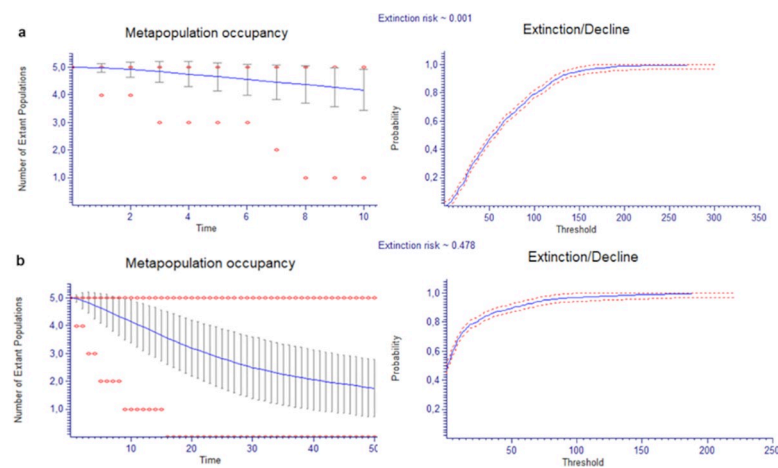 Extinction risk ~ 0.001
a
Metapopulation occupancy
Extinction/Decline
Number of Extant Populations
5,0
4,0
3,0
2,0
1,0
2
4
6
8
10
Time
Probability
1,0
0,8
0,6
0,4
0,2
50
100
150
200
250
300
350
Threshold
Extinction risk ~ 0.478
b
Metapopulation occupancy
Extinction/Decline
Number of Extant Populations
5,0
4,0
3,0
2,0
1,0
10
20
30
40
50
Time
Probability
1,0
0,8
0,6
0,4
0,2
50
100
150
200
250
Threshold